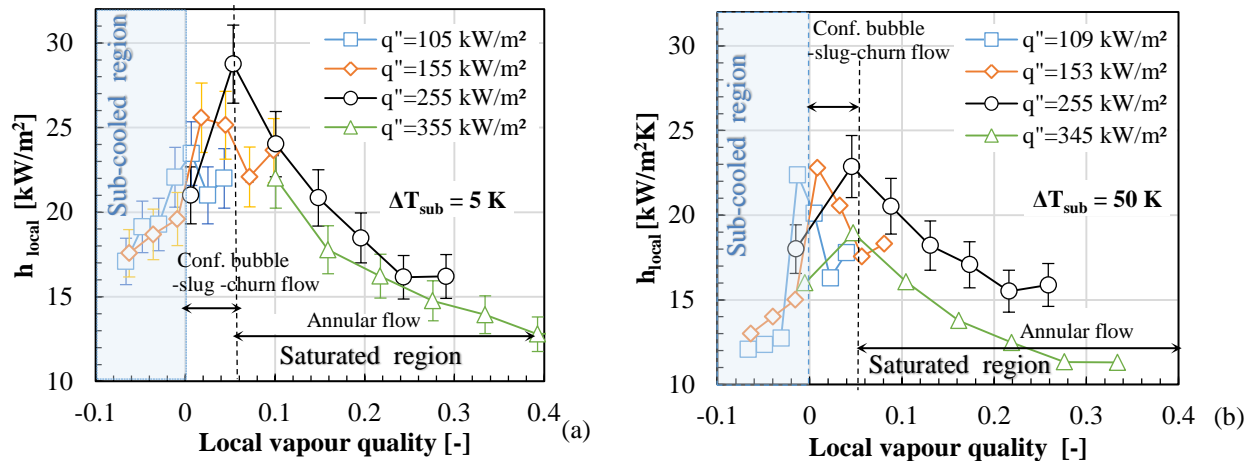 30
25
20
15
10
-0.1
0
0.1
0.2
0.3
0.4
h local [kW/m²]
Local vapour quality [-]
Sub-cooled region
q"=105 kW/m²
q"=155 kW/m²
q"=255 kW/m²
q"=355 kW/m²
ΔTsub = 5 K
Conf. bubble
-slug -churn flow
Annular flow
Saturated region
(a)
30
25
20
15
10
-0.1
0
0.1
0.2
0.3
0.4
hlocal [kW/m²K]
Local vapour quality [-]
Sub-cooled region
Conf. bubble
-slug-churn flow
q"=109 kW/m²
q"=153 kW/m²
q"=255 kW/m²
q"=345 kW/m²
ΔTsub = 50 K
Annular flow
Saturated region
(b)